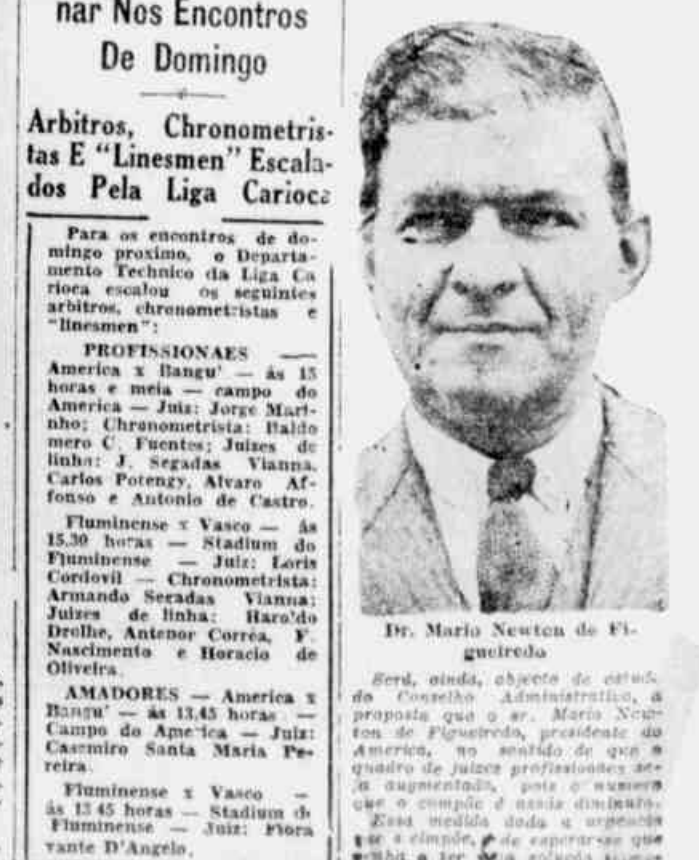 nar Nos Encontros
De Domingo
Arbitros, Chronometris-
tas E "Linesmen" Escala-
dos Pela Liga Carioca
Para os encontros de do-
mingo proximo, o Departa-
mento Technico da Liga Ca
rioca escalou os seguintes
arbitros, chronometristas e
"linesmen":
PROFISSIONAES —
America x Bangu' — ás 15
horas e meia — campo do
America — Juiz: Jorge Mari-
nho; Chronometrista: Baldo
mero C. Fuentes; Juizes de
linha: J. Segadas Vianna,
Carlos Potengy, Alvaro Af-
fonso e Antonio de Castro.
Fluminense x Vasco — ás
15.30 horas — Stadium do
Fluminense — Juiz: Loris
Cordovil — Chronometrista:
Armando Segadas Vianna;
Juizes de linha: Haroldo
Drolhe, Antenor Corrêa, F.
Nascimento e Horacio de
Oliveira.
AMADORES — America x
Bangu' — ás 13.45 horas —
Campo do America — Juiz:
Casemiro Santa Maria Pe-
reira.
Fluminense x Vasco —
ás 13 45 horas — Stadium do
Fluminense — Juiz: Fiora
vante D'Angelo.
Dr. Mario Newton de Fi-
gueiredo
Será, ainda, objecto de estudo
do Conselho Administrativo, a
proposta que o sr. Mario New-
ton de Figueiredo, presidente do
America, no sentido de que o
quadro de juizes profissionaes se-
ja augmentado, pois o numero
que o compõe é assás diminuto.
Essa medida dada a urgencia
que a de esperar-se que
a ter